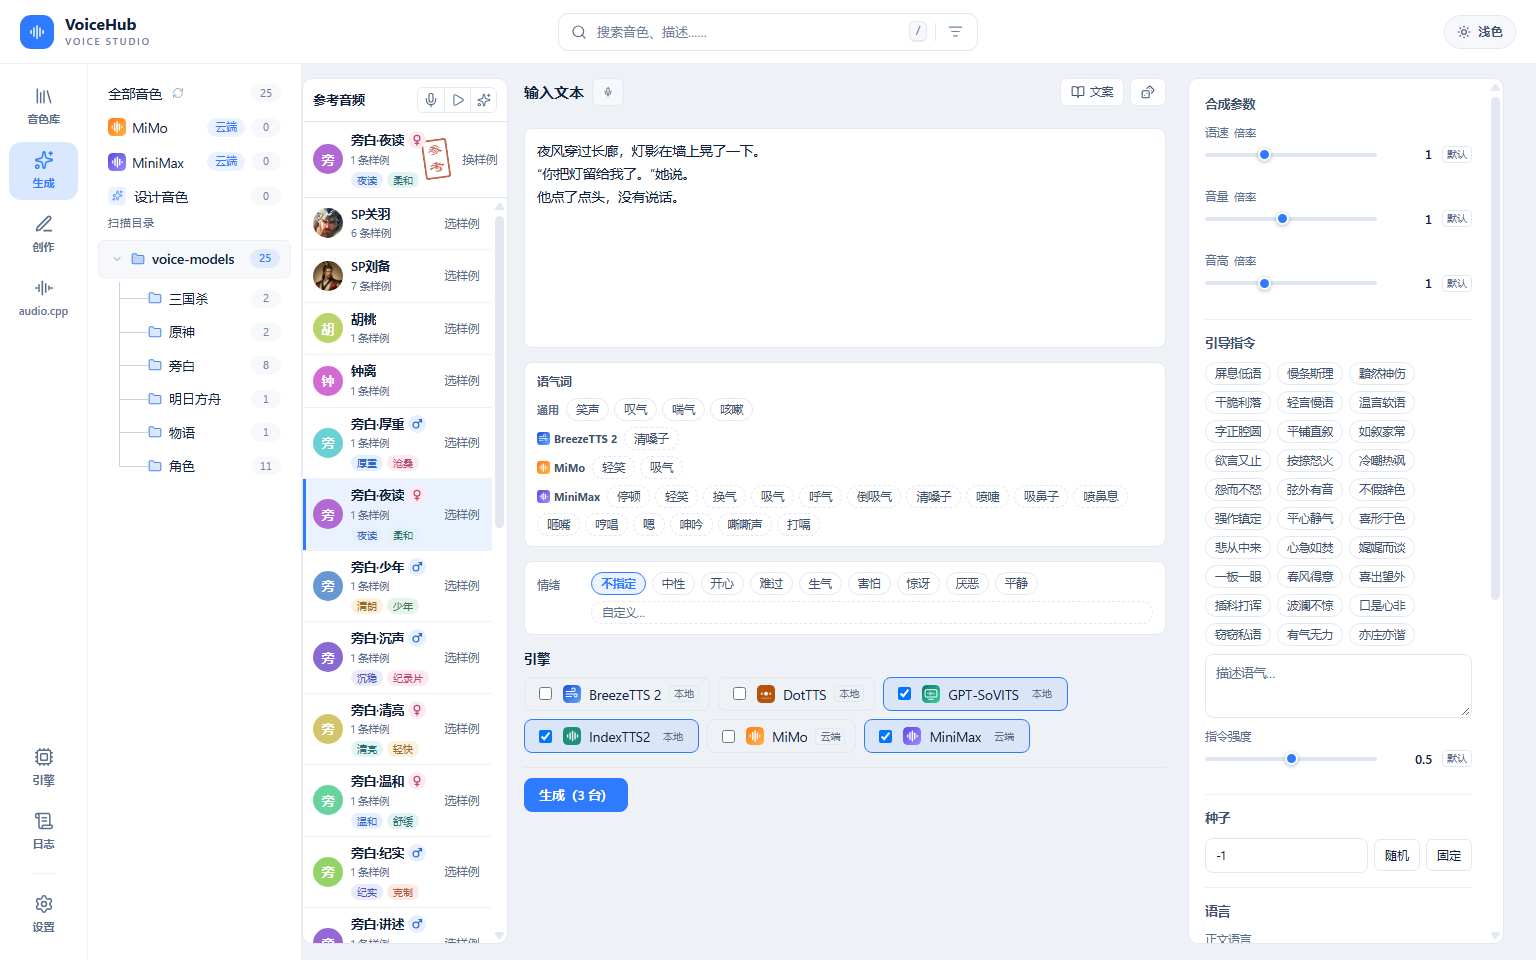 VoiceHub
VOICE STUDIO
搜索音色、描述......
/
浅色
音色库
生成
创作
audio.cpp
引擎
日志
设置
全部音色 25
MiMo 云端 0
MiniMax 云端 0
设计音色 0
扫描目录
voice-models 25
三国杀 2
原神 2
旁白 8
明日方舟 1
物语 1
角色 11
参考音频
旁 旁白·夜读 ♀
1 条样例 换样例
夜读 柔和
参考
SP关羽
6 条样例 选样例
SP刘备
7 条样例 选样例
胡 胡桃
1 条样例 选样例
钟 钟离
1 条样例 选样例
旁 旁白·厚重 ♂
1 条样例 选样例
厚重 沧桑
旁 旁白·夜读 ♀
1 条样例 选样例
夜读 柔和
旁 旁白·少年 ♂
1 条样例 选样例
清朗 少年
旁 旁白·沉声 ♂
1 条样例 选样例
沉稳 纪录片
旁 旁白·清亮 ♀
1 条样例 选样例
清亮 轻快
旁 旁白·温和 ♀
1 条样例 选样例
温和 舒缓
旁 旁白·纪实 ♂
1 条样例 选样例
纪实 克制
旁 旁白·讲述 ♂
1 条样例 选样例
输入文本
文案
夜风穿过长廊，灯影在墙上晃了一下。
“你把灯留给我了。”她说。
他点了点头，没有说话。
语气词
通用 笑声 叹气 喘气 咳嗽
BreezeTTS 2 清嗓子
MiMo 轻笑 吸气
MiniMax 停顿 轻笑 换气 吸气 呼气 倒吸气 清嗓子 喷嚏 吸鼻子 喷鼻息
咂嘴 哼唱 嗯 呻吟 嘶嘶声 打嗝
情绪 不指定 中性 开心 难过 生气 害怕 惊讶 厌恶 平静
自定义...
引擎
BreezeTTS 2 本地 DotTTS 本地 GPT-SoVITS 本地
IndexTTS2 本地 MiMo 云端 MiniMax 云端
生成（3 台）
合成参数
语速 倍率
1 默认
音量 倍率
1 默认
音高 倍率
1 默认
引导指令
屏息低语 慢条斯理 黯然神伤
干脆利落 轻言慢语 温言软语
字正腔圆 平铺直叙 如叙家常
欲言又止 按捺怒火 冷嘲热讽
怨而不怒 弦外有音 不假辞色
强作镇定 平心静气 喜形于色
悲从中来 心急如焚 娓娓而谈
一板一眼 春风得意 喜出望外
插科打诨 波澜不惊 口是心非
窃窃私语 有气无力 亦庄亦谐
描述语气...
指令强度
0.5 默认
种子
-1 随机 固定
语言
正文语言